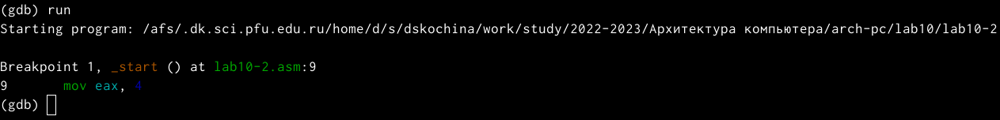 (gdb) run
Starting program: /afs/.dk.sci.pfu.edu.ru/home/d/s/dskochina/work/study/2022-2023/Архитектура компьютера/arch-pc/lab10/lab10-2
Breakpoint 1, _start () at lab10-2.asm:9
9       mov eax, 4
(gdb)